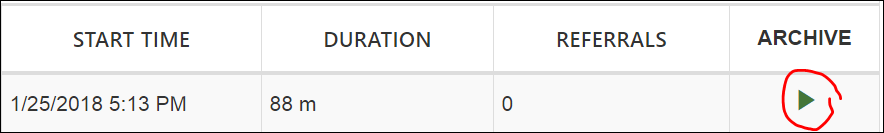 START TIME DURATION REFERRALS ARCHIVE
1/25/2018 5:13 PM 88 m 0